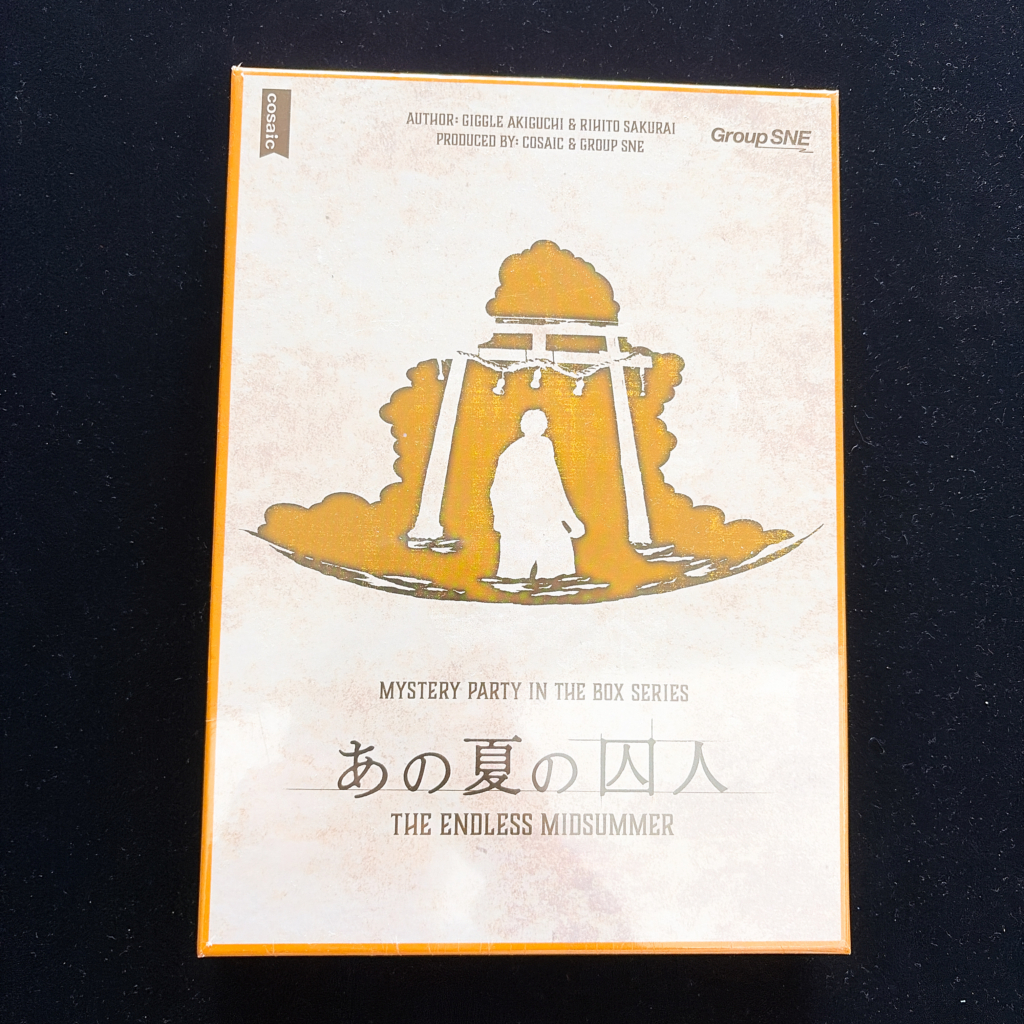 cosaic
AUTHOR: GIGGLE AKIGUCHI & RIHITO SAKURAI
PRODUCED BY: COSAIC & GROUP SNE
Group SNE
MYSTERY PARTY IN THE BOX SERIES
あの夏の囚人
THE ENDLESS MIDSUMMER